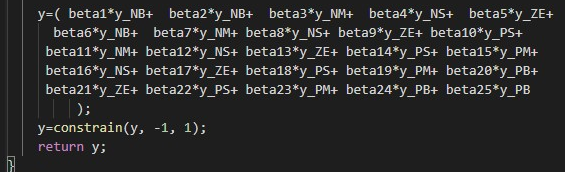 y=( beta1*y_NB+ beta2*y_NB+ beta3*y_NM+ beta4*y_NS+ beta5*y_ZE+
beta6*y_NB+ beta7*y_NM+ beta8*y_NS+ beta9*y_ZE+ beta10*y_PS+
beta11*y_NM+ beta12*y_NS+ beta13*y_ZE+ beta14*y_PS+ beta15*y_PM+
beta16*y_NS+ beta17*y_ZE+ beta18*y_PS+ beta19*y_PM+ beta20*y_PB+
beta21*y_ZE+ beta22*y_PS+ beta23*y_PM+ beta24*y_PB+ beta25*y_PB
);
y=constrain(y, -1, 1);
return y;
}